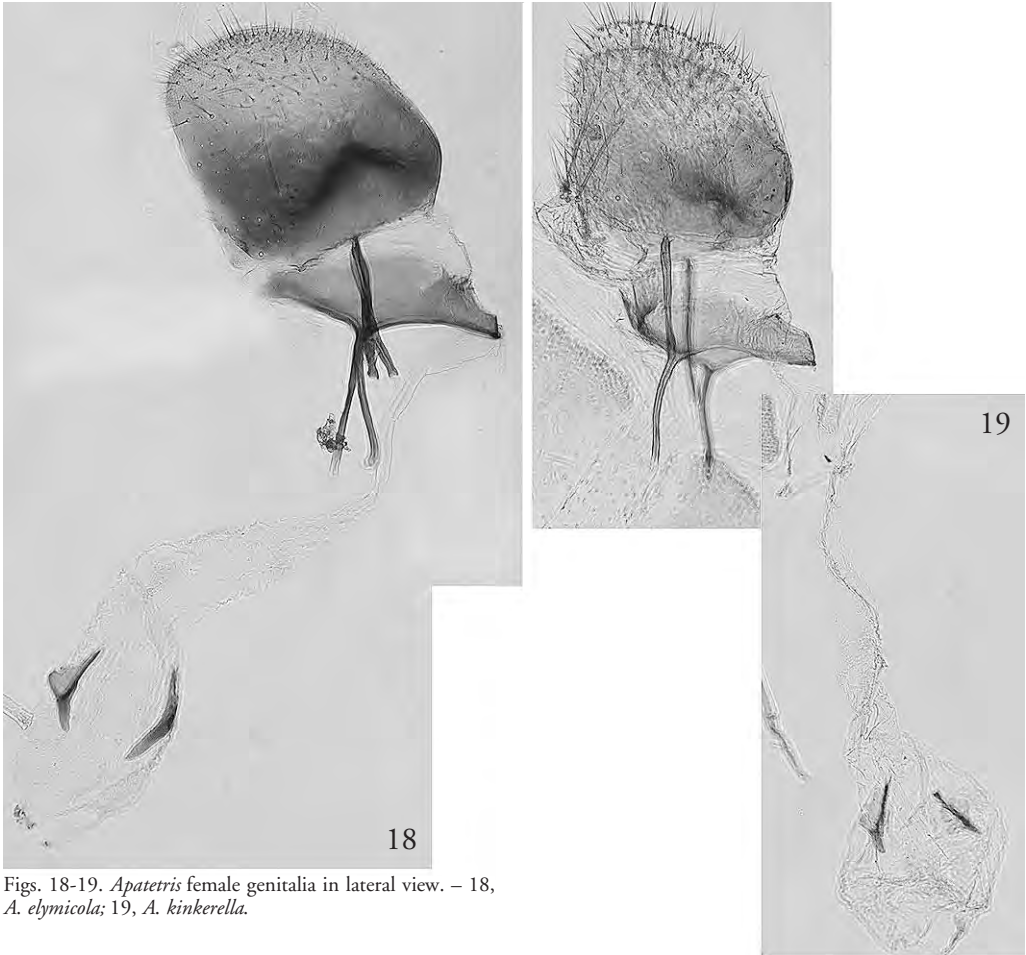 19
18
Figs. 18-19. Apatetris female genitalia in lateral view. – 18,
A. elymicola; 19, A. kinkerella.